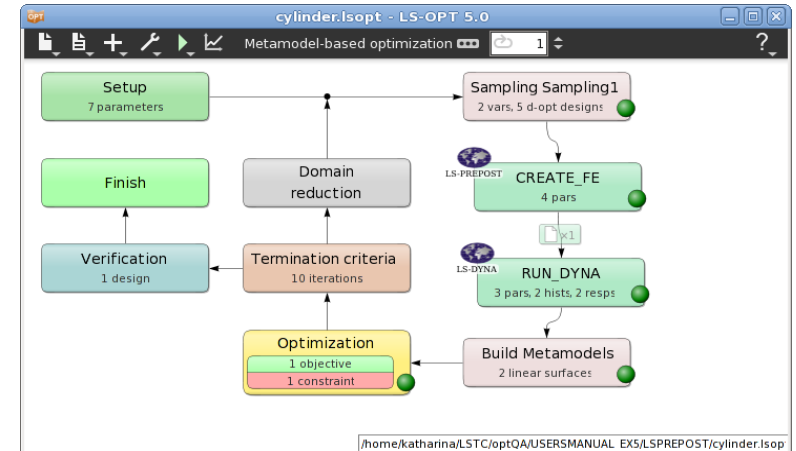 cylinder.lsopt - LS-OPT 5.0
Metamodel-based optimization 1 ?
Setup
7 parameters
Sampling Sampling1
2 vars, 5 d-opt designs
Finish
Domain
reduction
LS-PREPOST
CREATE_FE
4 pars
x1
Verification
1 design
Termination criteria
10 iterations
LS-DYNA
RUN_DYNA
3 pars, 2 hists, 2 resps
Optimization
1 objective
1 constraint
Build Metamodels
2 linear surfaces
/home/katharina/LSTC/optQA/USERSMANUAL_EX5/LSPREPOST/cylinder.lsop